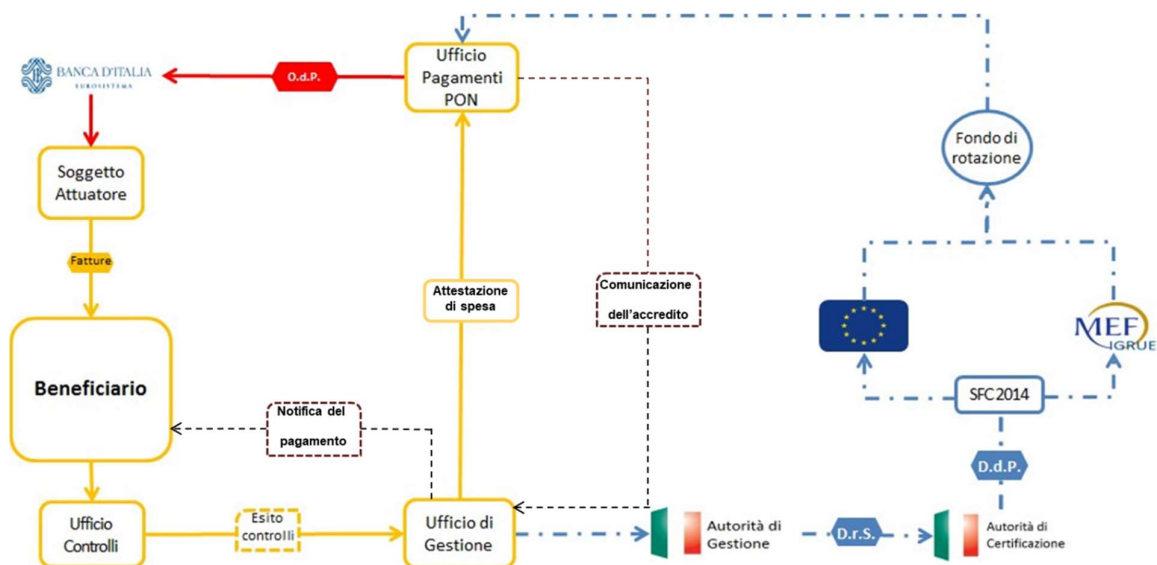 Ufficio
Pagamenti
PON
O.d.P.
BANCA D'ITALIA
EUROSISTEMA
Soggetto
Attuatore
Fatture
Beneficiario
Ufficio
Controlli
Esito
controlli
Ufficio di
Gestione
Notifica del
pagamento
Attestazione
di spesa
Comunicazione
dell'accredito
Fondo di
rotazione
MEF
IGRUE
SFC2014
D.d.P.
Autorità di
Gestione
D.r.S.
Autorità di
Certificazione